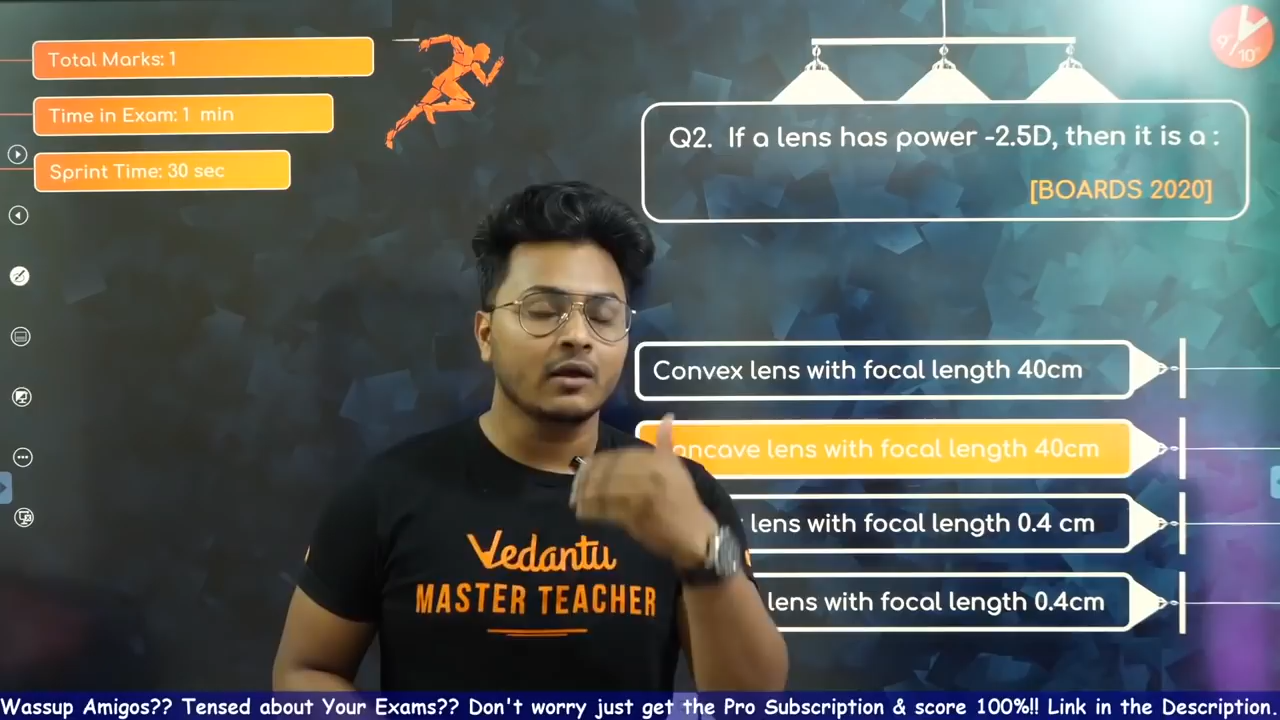 Total Marks: 1
Time in Exam: 1 min
Sprint Time: 30 sec
9/10
Q2. If a lens has power -2.5D, then it is a :
[BOARDS 2020]
Convex lens with focal length 40cm
lens with focal length 40cm
lens with focal length 0.4 cm
lens with focal length 0.4cm
Vedantu
MASTER TEACHER
Wassup Amigos?? Tensed about Your Exams?? Don't worry just get the Pro Subscription & score 100%!! Link in the Description.